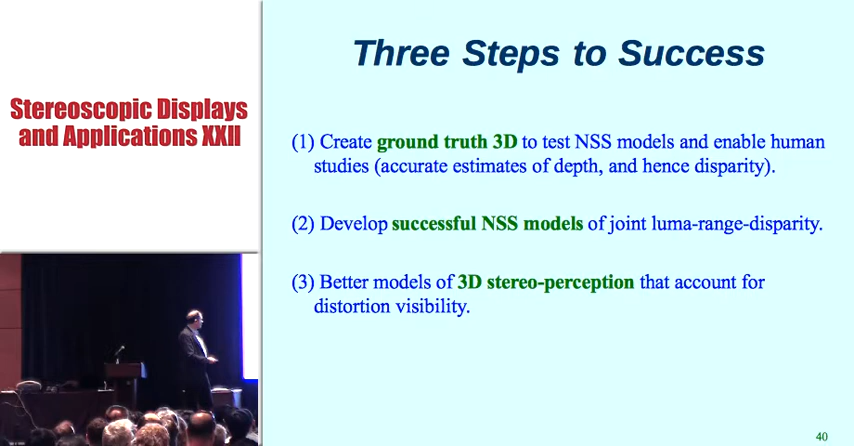 Stereoscopic Displays
and Applications XXII
Three Steps to Success
(1) Create ground truth 3D to test NSS models and enable human
studies (accurate estimates of depth, and hence disparity).
(2) Develop successful NSS models of joint luma-range-disparity.
(3) Better models of 3D stereo-perception that account for
distortion visibility.
40